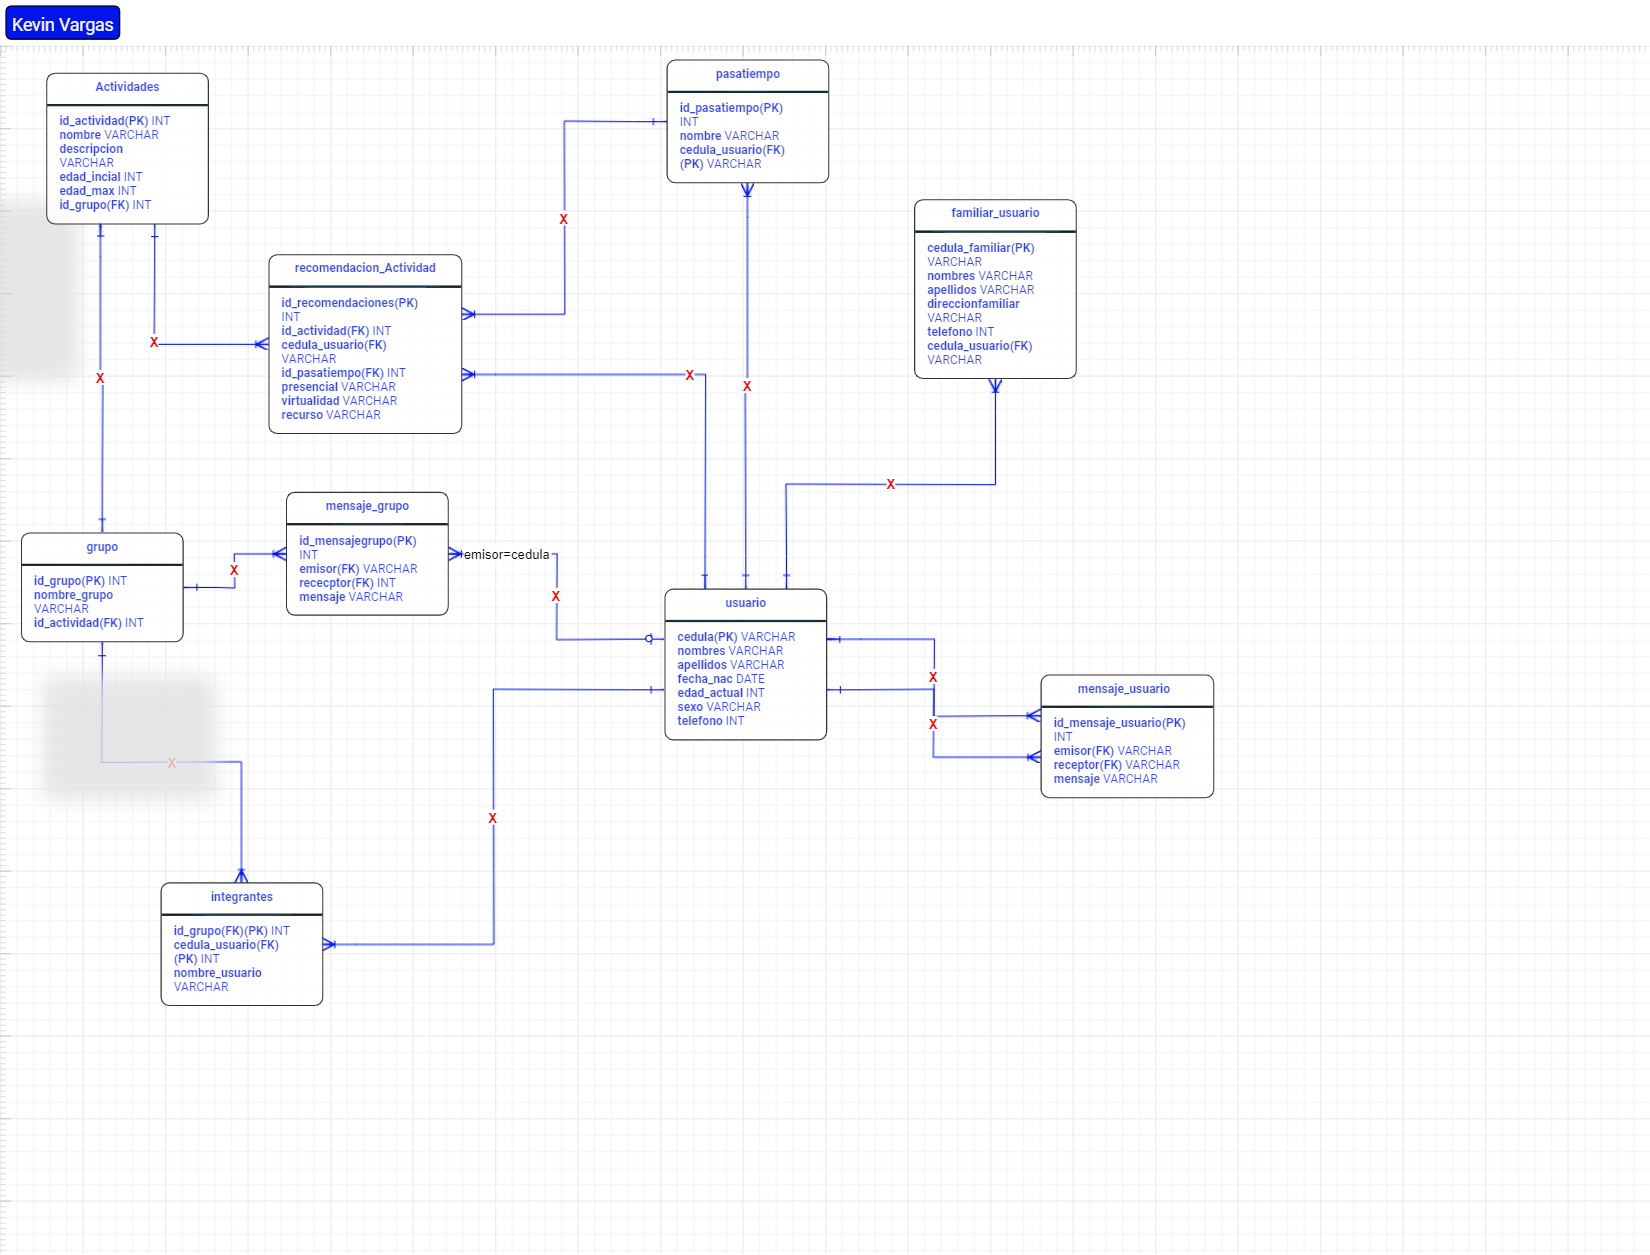 Kevin Vargas
Actividades
id_actividad(PK) INT
nombre VARCHAR
descripcion
VARCHAR
edad_incial INT
edad_max INT
id_grupo(FK) INT
pasatiempo
id_pasatiempo(PK)
INT
nombre VARCHAR
cedula_usuario(FK)
(PK) VARCHAR
familiar_usuario
cedula_familiar(PK)
VARCHAR
nombres VARCHAR
apellidos VARCHAR
direccionfamiliar
VARCHAR
telefono INT
cedula_usuario(FK)
VARCHAR
recomendacion_Actividad
id_recomendaciones(PK)
INT
id_actividad(FK) INT
cedula_usuario(FK)
VARCHAR
id_pasatiempo(FK) INT
presencial VARCHAR
virtualidad VARCHAR
recurso VARCHAR
X
X
X
X
X
X
mensaje_grupo
id_mensajegrupo(PK)
INT
emisor(FK) VARCHAR
rececptor(FK) INT
mensaje VARCHAR
emisor=cedula
grupo
id_grupo(PK) INT
nombre_grupo
VARCHAR
id_actividad(FK) INT
X
X
usuario
cedula(PK) VARCHAR
nombres VARCHAR
apellidos VARCHAR
fecha_nac DATE
edad_actual INT
sexo VARCHAR
telefono INT
X
X
mensaje_usuario
id_mensaje_usuario(PK)
INT
emisor(FK) VARCHAR
receptor(FK) VARCHAR
mensaje VARCHAR
X
X
integrantes
id_grupo(FK)(PK) INT
cedula_usuario(FK)
(PK) INT
nombre_usuario
VARCHAR